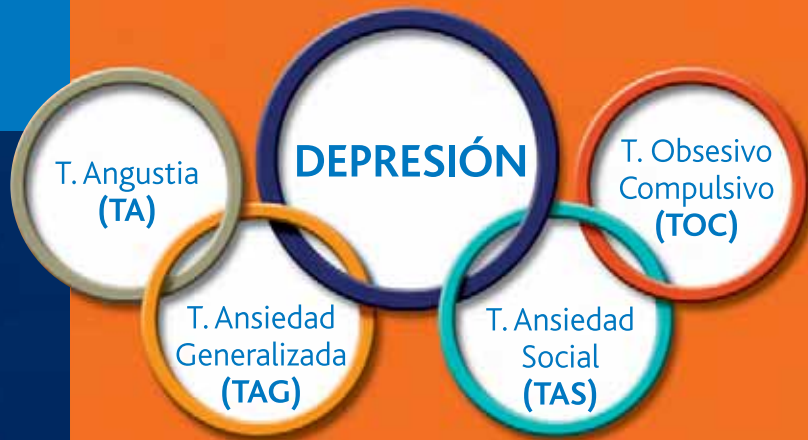 T. Angustia
(TA)
DEPRESIÓN
T. Obsesivo
Compulsivo
(TOC)
T. Ansiedad
Generalizada
(TAG)
T. Ansiedad
Social
(TAS)